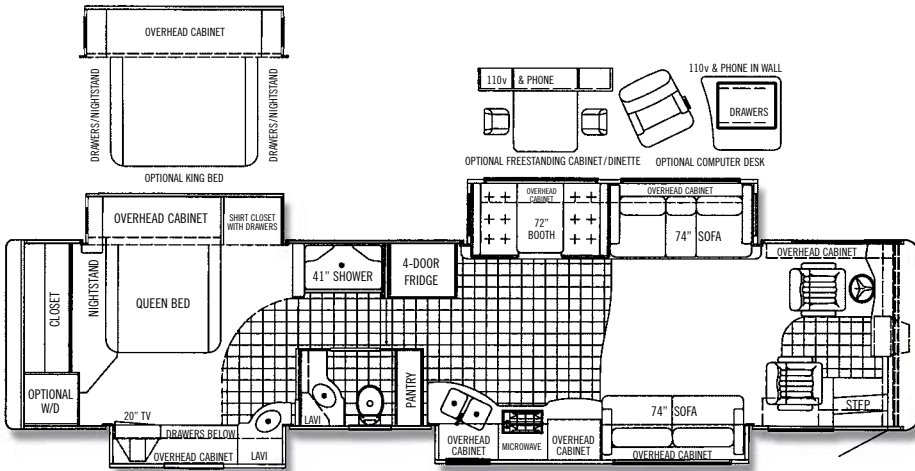 OVERHEAD CABINET
DRAWERS/NIGHTSTAND
DRAWERS/NIGHTSTAND
OPTIONAL KING BED
110v & PHONE
OPTIONAL FREESTANDING CABINET/DINETTE
110v & PHONE IN WALL
DRAWERS
OPTIONAL COMPUTER DESK
OVERHEAD CABINET
SHIRT CLOSET
WITH DRAWERS
OVERHEAD
CABINET
72"
BOOTH
OVERHEAD CABINET
74" SOFA
OVERHEAD CABINET
CLOSET
NIGHTSTAND
QUEEN BED
41" SHOWER
4-DOOR
FRIDGE
OPTIONAL
W/D
20" TV
DRAWERS BELOW
OVERHEAD CABINET
LAVI
LAVI
PANTRY
OVERHEAD
CABINET
MICROWAVE
OVERHEAD
CABINET
74" SOFA
OVERHEAD CABINET
STEP